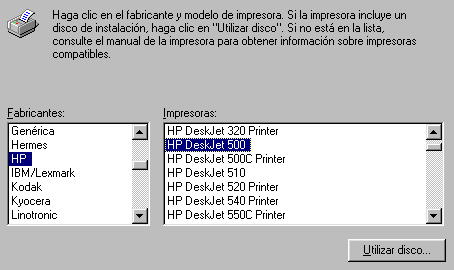 Haga clic en el fabricante y modelo de impresora. Si la impresora incluye un
disco de instalación, haga clic en "Utilizar disco". Si no está en la lista,
consulte el manual de la impresora para obtener información sobre impresoras
compatibles.
Fabricantes:
Genérica
Hermes
HP
IBM/Lexmark
Kodak
Kyocera
Linotronic
Impresoras:
HP DeskJet 320 Printer
HP DeskJet 500
HP DeskJet 500C Printer
HP DeskJet 510
HP DeskJet 520 Printer
HP DeskJet 540 Printer
HP DeskJet 550C Printer
Utilizar disco...